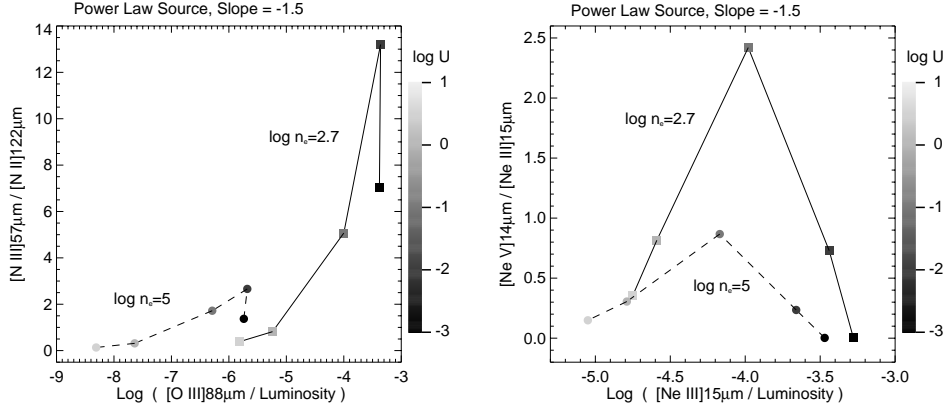 Power Law Source, Slope = -1.5
14
12
10
8
6
4
2
0
[N III]57μm / [N II]122μm
log nₑ=2.7
log nₑ=5
-9 -8 -7 -6 -5 -4 -3
Log ( [O III]88μm / Luminosity )
log U
1
0
-1
-2
-3
Power Law Source, Slope = -1.5
2.5
2.0
1.5
1.0
0.5
0.0
[Ne V]14μm / [Ne III]15μm
log nₑ=2.7
log nₑ=5
-5.0 -4.5 -4.0 -3.5 -3.0
Log ( [Ne III]15μm / Luminosity )
log U
1
0
-1
-2
-3